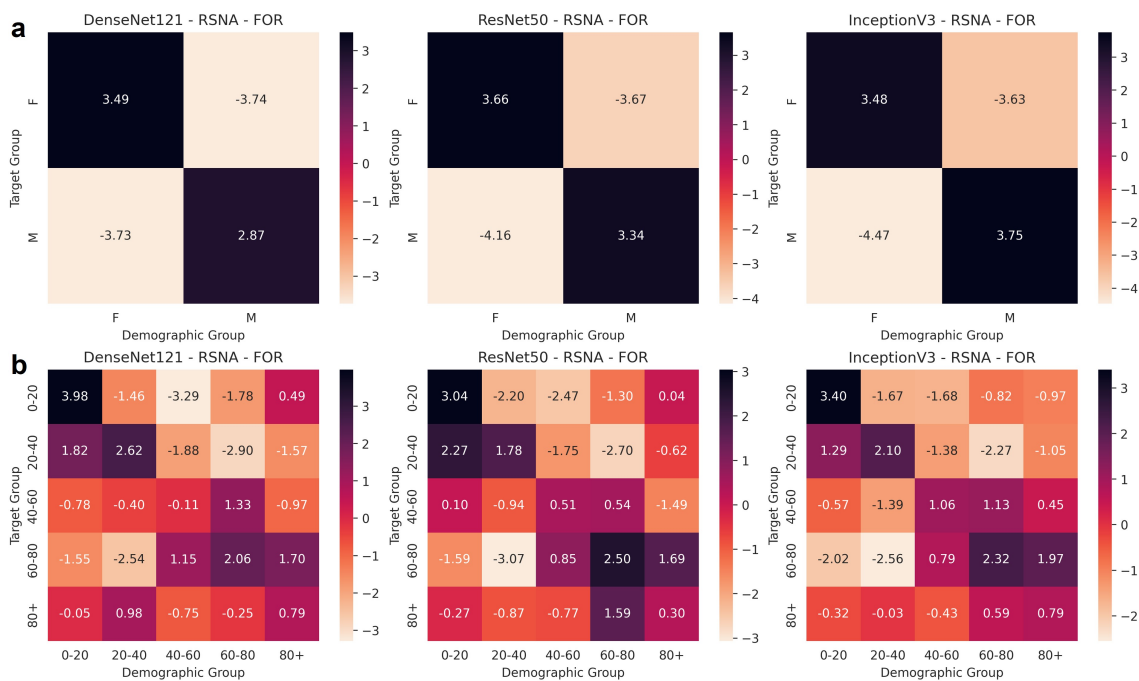 a
DenseNet121 - RSNA - FOR
ResNet50 - RSNA - FOR
InceptionV3 - RSNA - FOR
Target Group
F
3.49 -3.74
M
-3.73 2.87
F M
Demographic Group
3
2
1
0
−1
−2
−3
Target Group
F
3.66 -3.67
M
-4.16 3.34
F M
Demographic Group
3
2
1
0
−1
−2
−3
−4
Target Group
F
3.48 -3.63
M
-4.47 3.75
F M
Demographic Group
3
2
1
0
−1
−2
−3
−4
b
DenseNet121 - RSNA - FOR
ResNet50 - RSNA - FOR
InceptionV3 - RSNA - FOR
Target Group
0-20 3.98 -1.46 -3.29 -1.78 0.49
20-40 1.82 2.62 -1.88 -2.90 -1.57
40-60 -0.78 -0.40 -0.11 1.33 -0.97
60-80 -1.55 -2.54 1.15 2.06 1.70
80+ -0.05 0.98 -0.75 -0.25 0.79
0-20 20-40 40-60 60-80 80+
Demographic Group
3
2
1
0
−1
−2
−3
Target Group
0-20 3.04 -2.20 -2.47 -1.30 0.04
20-40 2.27 1.78 -1.75 -2.70 -0.62
40-60 0.10 -0.94 0.51 0.54 -1.49
60-80 -1.59 -3.07 0.85 2.50 1.69
80+ -0.27 -0.87 -0.77 1.59 0.30
0-20 20-40 40-60 60-80 80+
Demographic Group
3
2
1
0
−1
−2
−3
Target Group
0-20 3.40 -1.67 -1.68 -0.82 -0.97
20-40 1.29 2.10 -1.38 -2.27 -1.05
40-60 -0.57 -1.39 1.06 1.13 0.45
60-80 -2.02 -2.56 0.79 2.32 1.97
80+ -0.32 -0.03 -0.43 0.59 0.79
0-20 20-40 40-60 60-80 80+
Demographic Group
3
2
1
0
−1
−2